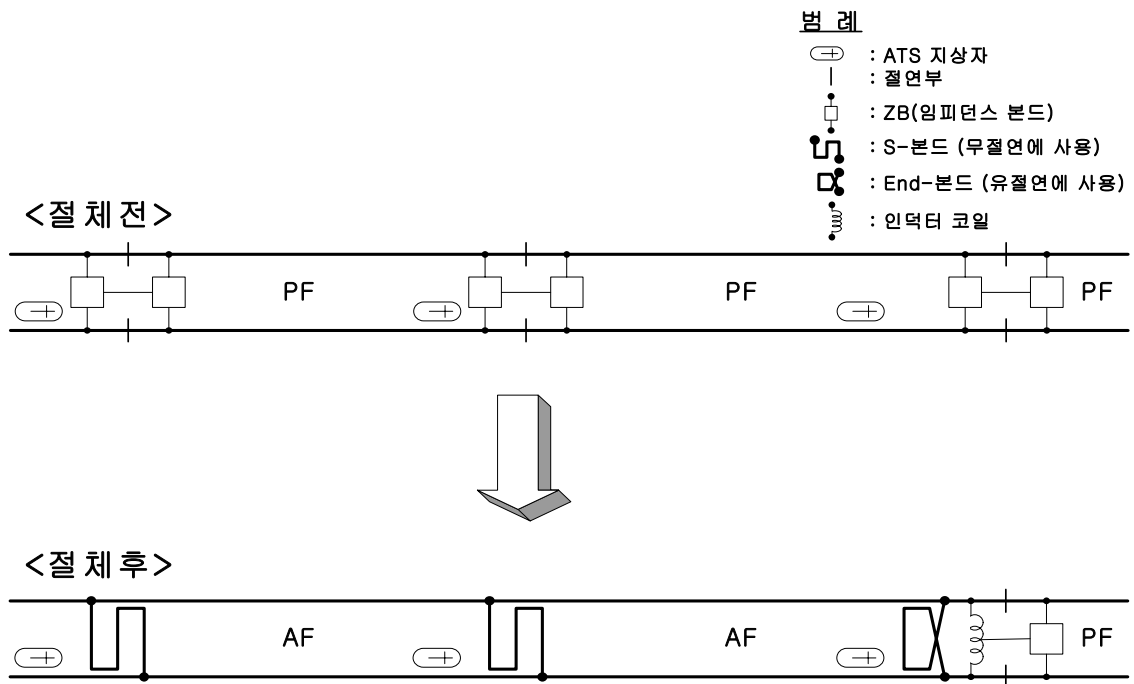 범 례
: ATS 지상자
: 절연부
: ZB(임피던스 본드)
: S-본드 (무절연에 사용)
: End-본드 (유절연에 사용)
: 인덕터 코일
<절체전>
PF PF PF
<절체후>
AF AF PF